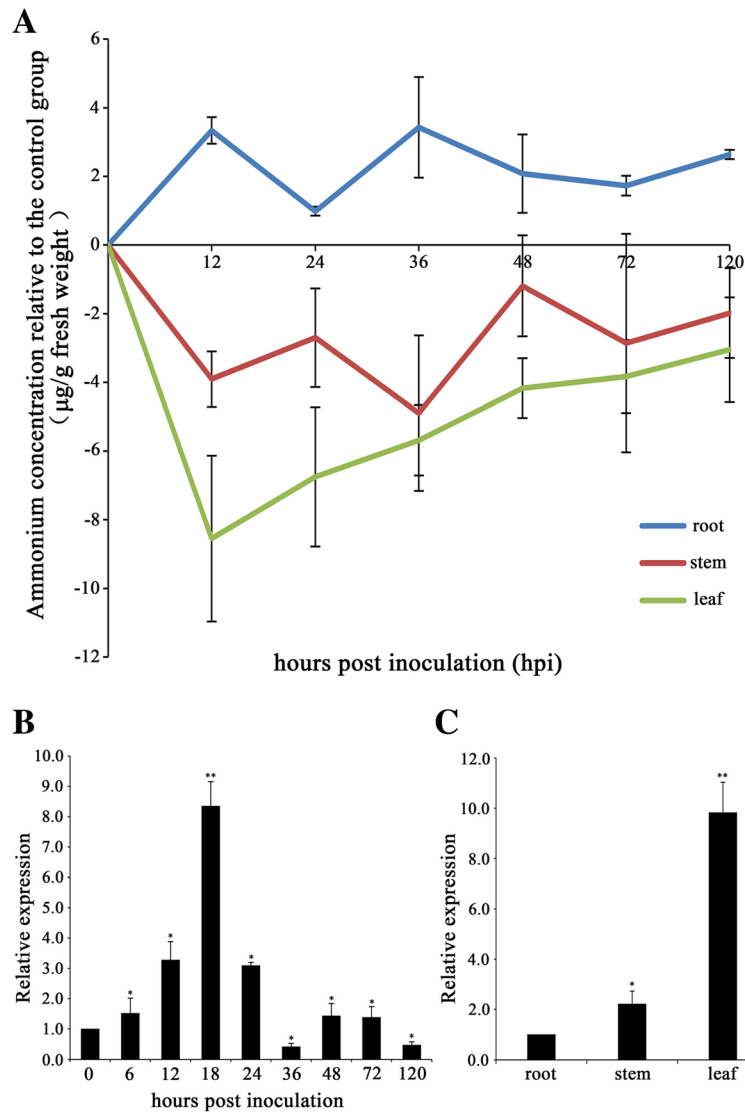 A
Ammonium concentration relative to the control group
(μg/g fresh weight)
6
4
2
0
-2
-4
-6
-8
-10
-12
12 24 36 48 72 120
root
stem
leaf
hours post inoculation (hpi)
B
Relative expression
10.0
9.0
8.0
7.0
6.0
5.0
4.0
3.0
2.0
1.0
0.0
*
*
**
*
*
*
*
*
0 6 12 18 24 36 48 72 120
hours post inoculation
C
Relative expression
12.0
10.0
8.0
6.0
4.0
2.0
0.0
*
**
root stem leaf